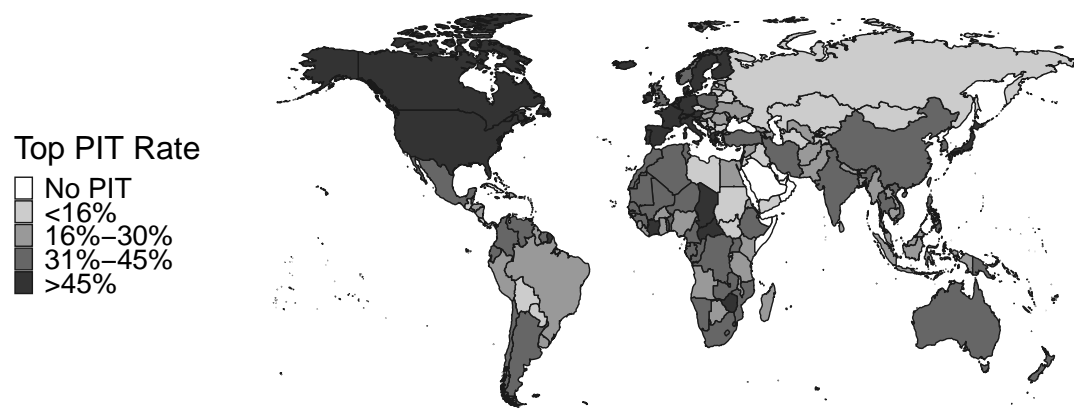 Top PIT Rate
No PIT
<16%
16%–30%
31%–45%
>45%